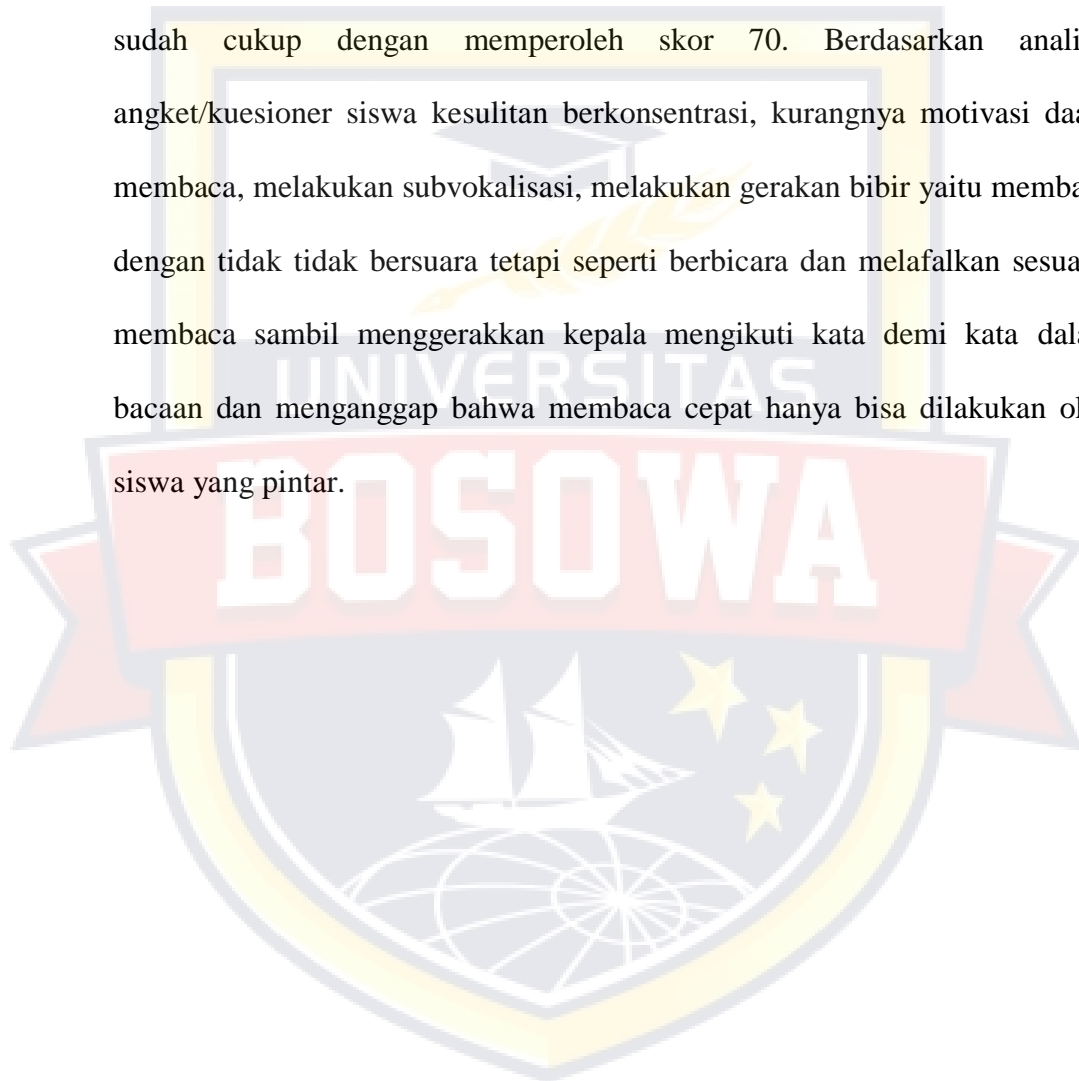 sudah cukup dengan memperoleh skor 70. Berdasarkan anali
angket/kuesioner siswa kesulitan berkonsentrasi, kurangnya motivasi daa
membaca, melakukan subvokalisasi, melakukan gerakan bibir yaitu memba
dengan tidak tidak bersuara tetapi seperti berbicara dan melafalkan sesua
membaca sambil menggerakkan kepala mengikuti kata demi kata dala
UNIVERSITAS
bacaan dan menganggap bahwa membaca cepat hanya bisa dilakukan ol
siswa yang pintar.
BOSOWA